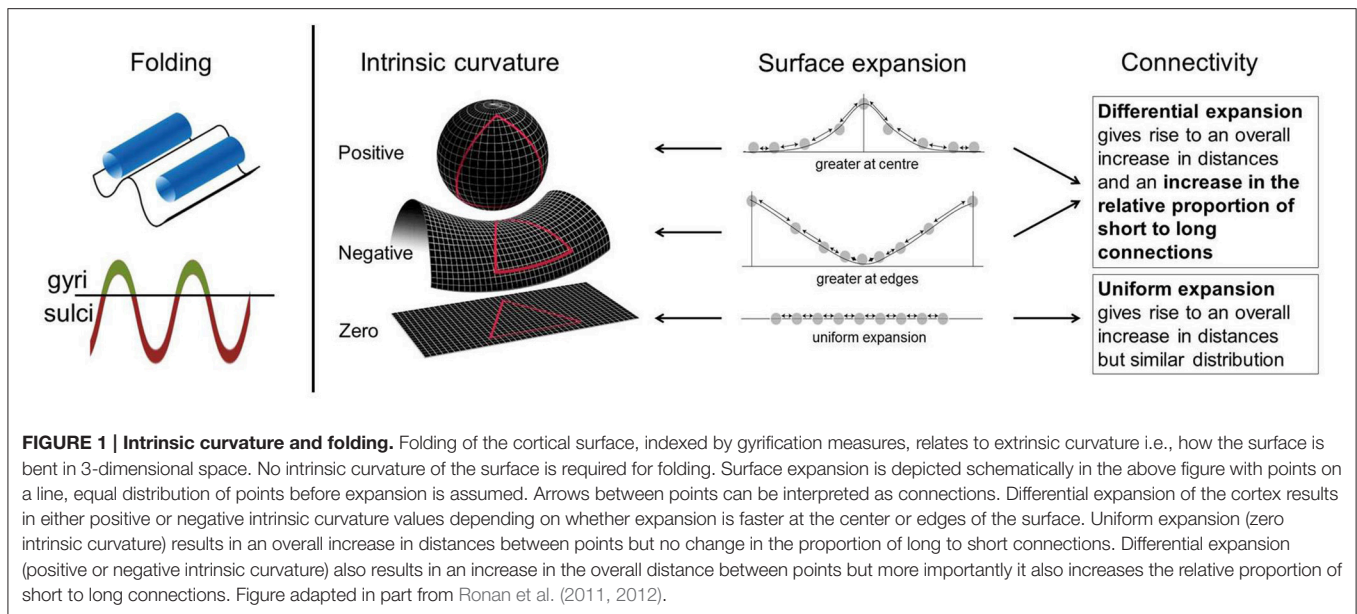 Folding
gyri
sulci
Intrinsic curvature
Positive
Negative
Zero
Surface expansion
greater at centre
greater at edges
uniform expansion
Connectivity
Differential expansion
gives rise to an overall
increase in distances
and an increase in the
relative proportion of
short to long
connections
Uniform expansion
gives rise to an overall
increase in distances
but similar distribution
FIGURE 1 | Intrinsic curvature and folding. Folding of the cortical surface, indexed by gyrification measures, relates to extrinsic curvature i.e., how the surface is
bent in 3-dimensional space. No intrinsic curvature of the surface is required for folding. Surface expansion is depicted schematically in the above figure with points on
a line, equal distribution of points before expansion is assumed. Arrows between points can be interpreted as connections. Differential expansion of the cortex results
in either positive or negative intrinsic curvature values depending on whether expansion is faster at the center or edges of the surface. Uniform expansion (zero
intrinsic curvature) results in an overall increase in distances between points but no change in the proportion of long to short connections. Differential expansion
(positive or negative intrinsic curvature) also results in an increase in the overall distance between points but more importantly it also increases the relative proportion of
short to long connections. Figure adapted in part from Ronan et al. (2011, 2012).